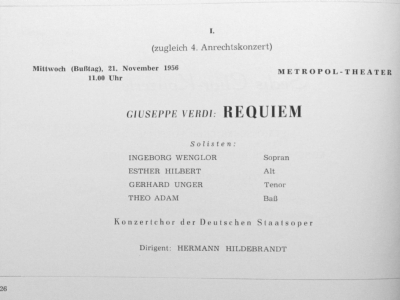 I.
(zugleich 4. Anrechtskonzert)
Mittwoch (Bußtag), 21. November 1956
11.00 Uhr
METROPOL-THEATER
GIUSEPPE VERDI: REQUIEM
Solisten:
INGEBORG WENGLOR Sopran
ESTHER HILBERT Alt
GERHARD UNGER Tenor
THEO ADAM Baß
Konzertchor der Deutschen Staatsoper
Dirigent: HERMANN HILDEBRANDT
26